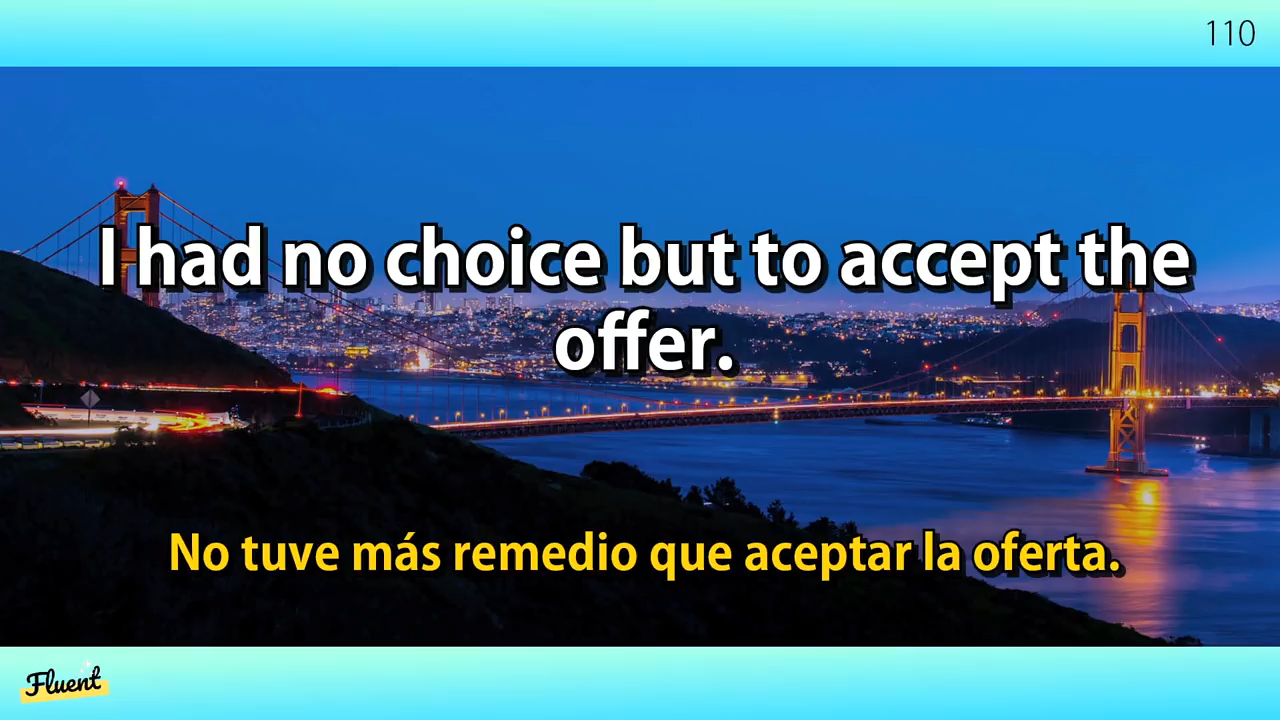 110
I had no choice but to accept the
offer.
No tuve más remedio que aceptar la oferta.
Fluent